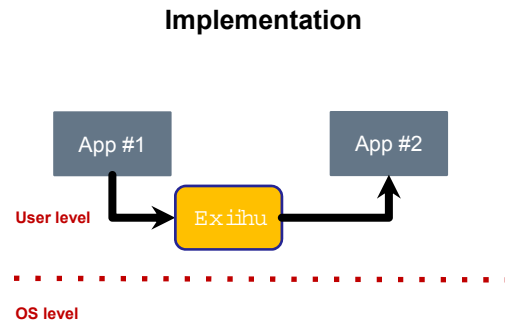 Implementation
App #1
App #2
Exiihu
User level
OS level